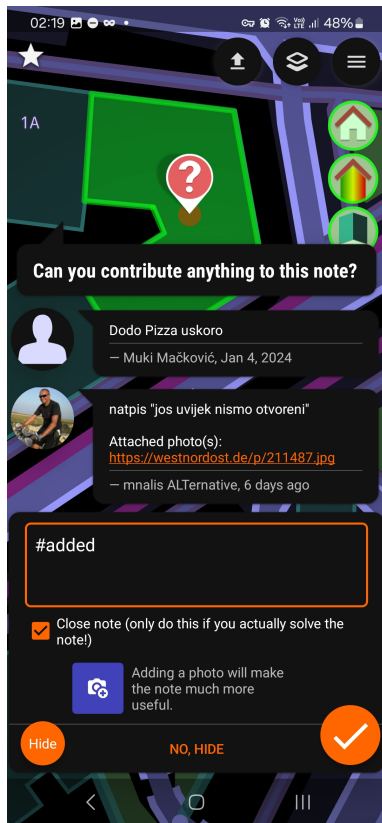 02:19
48%
1A
?
Can you contribute anything to this note?
Dodo Pizza uskoro
— Muki Mačković, Jan 4, 2024
natpis "jos uvijek nismo otvoreni"
Attached photo(s):
https://westnordost.de/p/211487.jpg
— mnalis ALTernative, 6 days ago
#added
Close note (only do this if you actually solve the
note!)
Adding a photo will make
the note much more
useful.
Hide
NO, HIDE